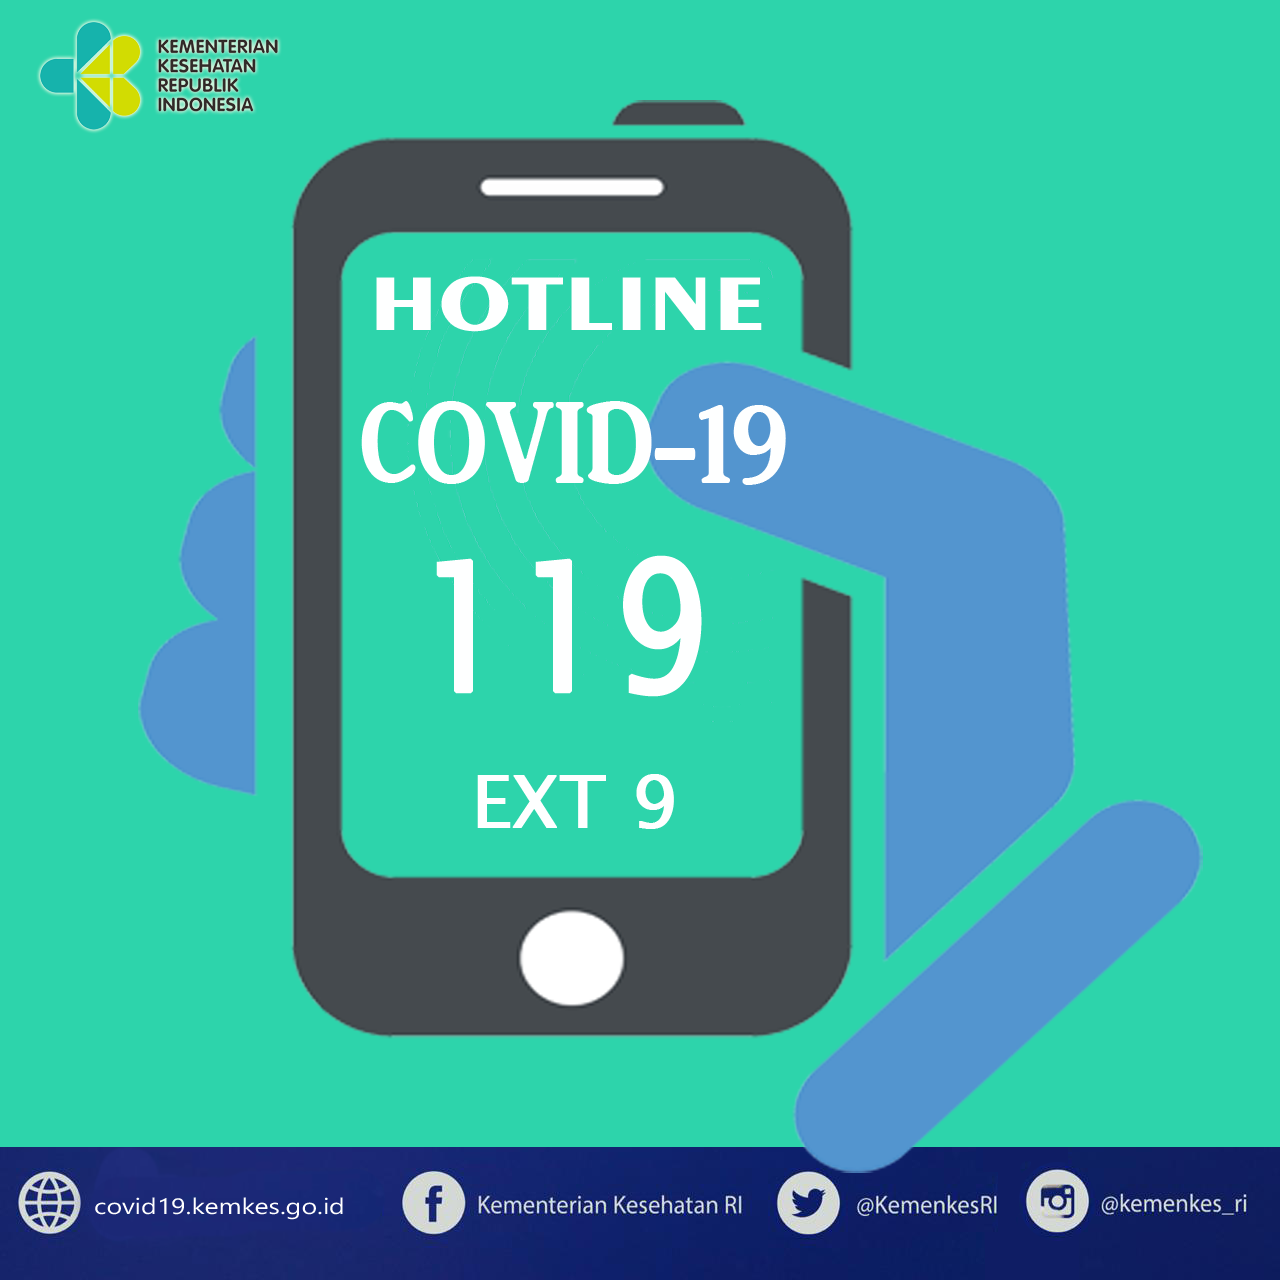 KEMENTERIAN
KESEHATAN
REPUBLIK
INDONESIA
HOTLINE
COVID-19
119
EXT 9
covid19.kemkes.go.id
Kementerian Kesehatan RI
@KemenkesRI
@kemenkes_ri